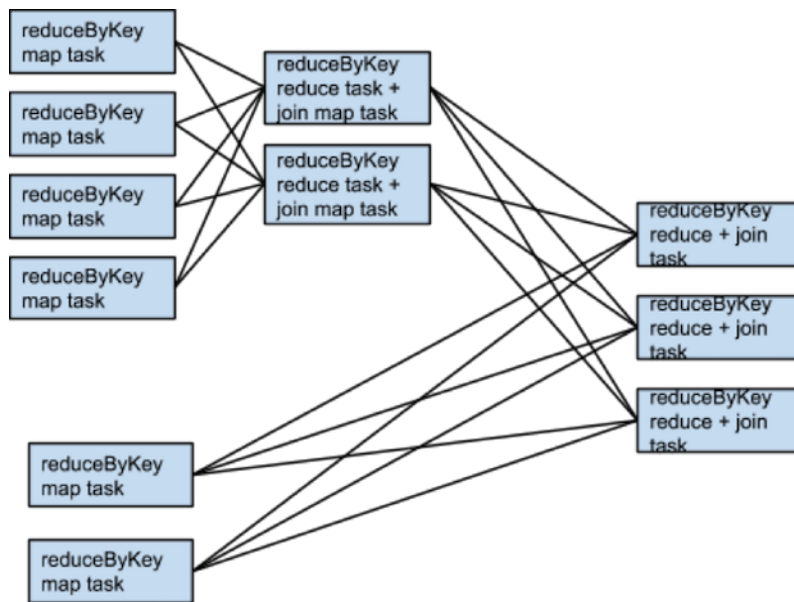 reduceByKey
map task
reduceByKey
map task
reduceByKey
map task
reduceByKey
map task
reduceByKey
reduce task +
join map task
reduceByKey
reduce task +
join map task
reduceByKey
reduce + join
task
reduceByKey
reduce + join
task
reduceByKey
reduce + join
task
reduceByKey
map task
reduceByKey
map task